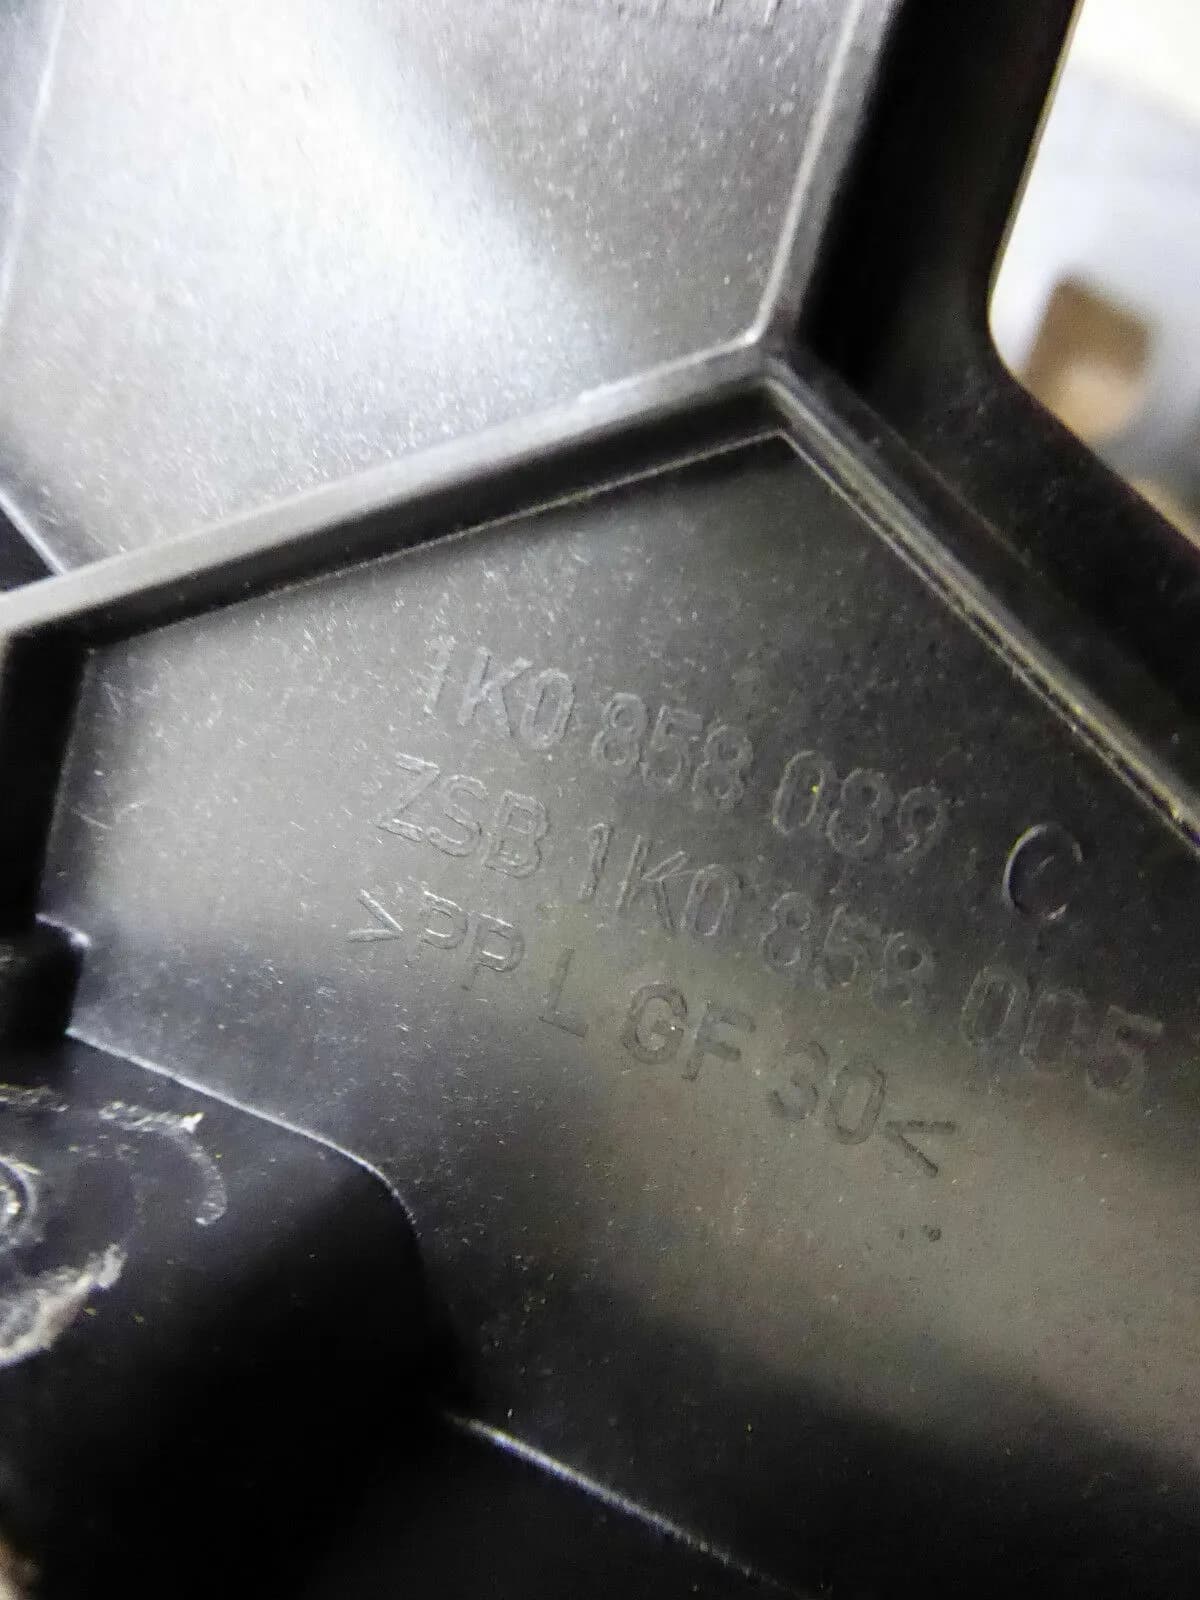 1K0 858 089 C
ZSB 1K0 858 005
>PP L GF 30<